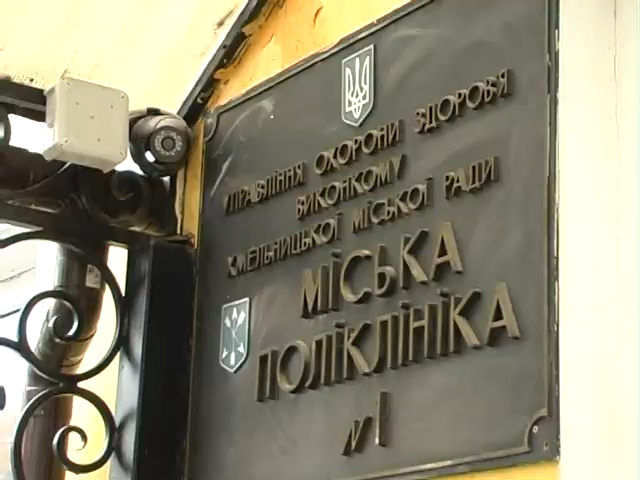 УПРАВЛІННЯ ОХОРОНИ ЗДОРОВ'Я
ВИКОНКОМУ
ХМЕЛЬНИЦЬКОЇ МІСЬКОЇ РАДИ
МІСЬКА
ПОЛІКЛІНІКА
№1